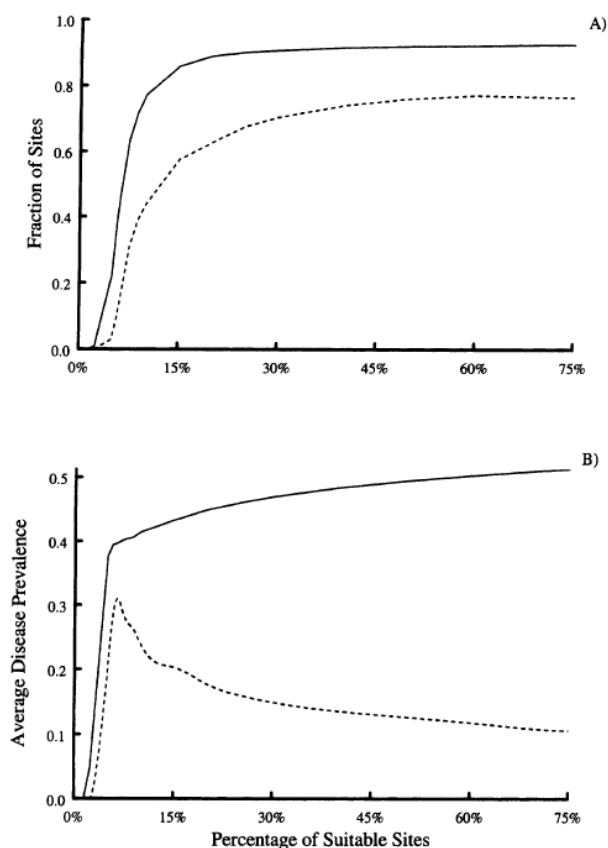 A)
1.0
0.8
0.6
0.4
0.2
0.0
Fraction of Sites
0% 15% 30% 45% 60% 75%
B)
0.5
0.4
0.3
0.2
0.1
0.0
Average Disease Prevalence
0% 15% 30% 45% 60% 75%
Percentage of Suitable Sites